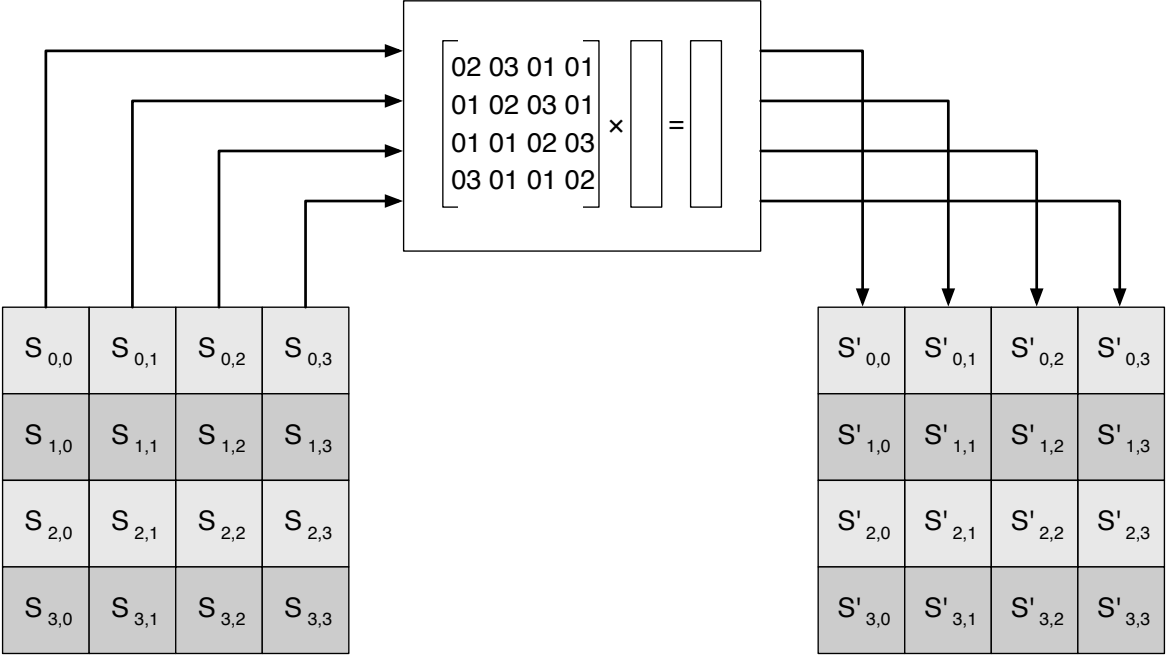 02 03 01 01
01 02 03 01
01 01 02 03
03 01 01 02
× =
S 0,0 S 0,1 S 0,2 S 0,3
S 1,0 S 1,1 S 1,2 S 1,3
S 2,0 S 2,1 S 2,2 S 2,3
S 3,0 S 3,1 S 3,2 S 3,3
S' 0,0 S' 0,1 S' 0,2 S' 0,3
S' 1,0 S' 1,1 S' 1,2 S' 1,3
S' 2,0 S' 2,1 S' 2,2 S' 2,3
S' 3,0 S' 3,1 S' 3,2 S' 3,3